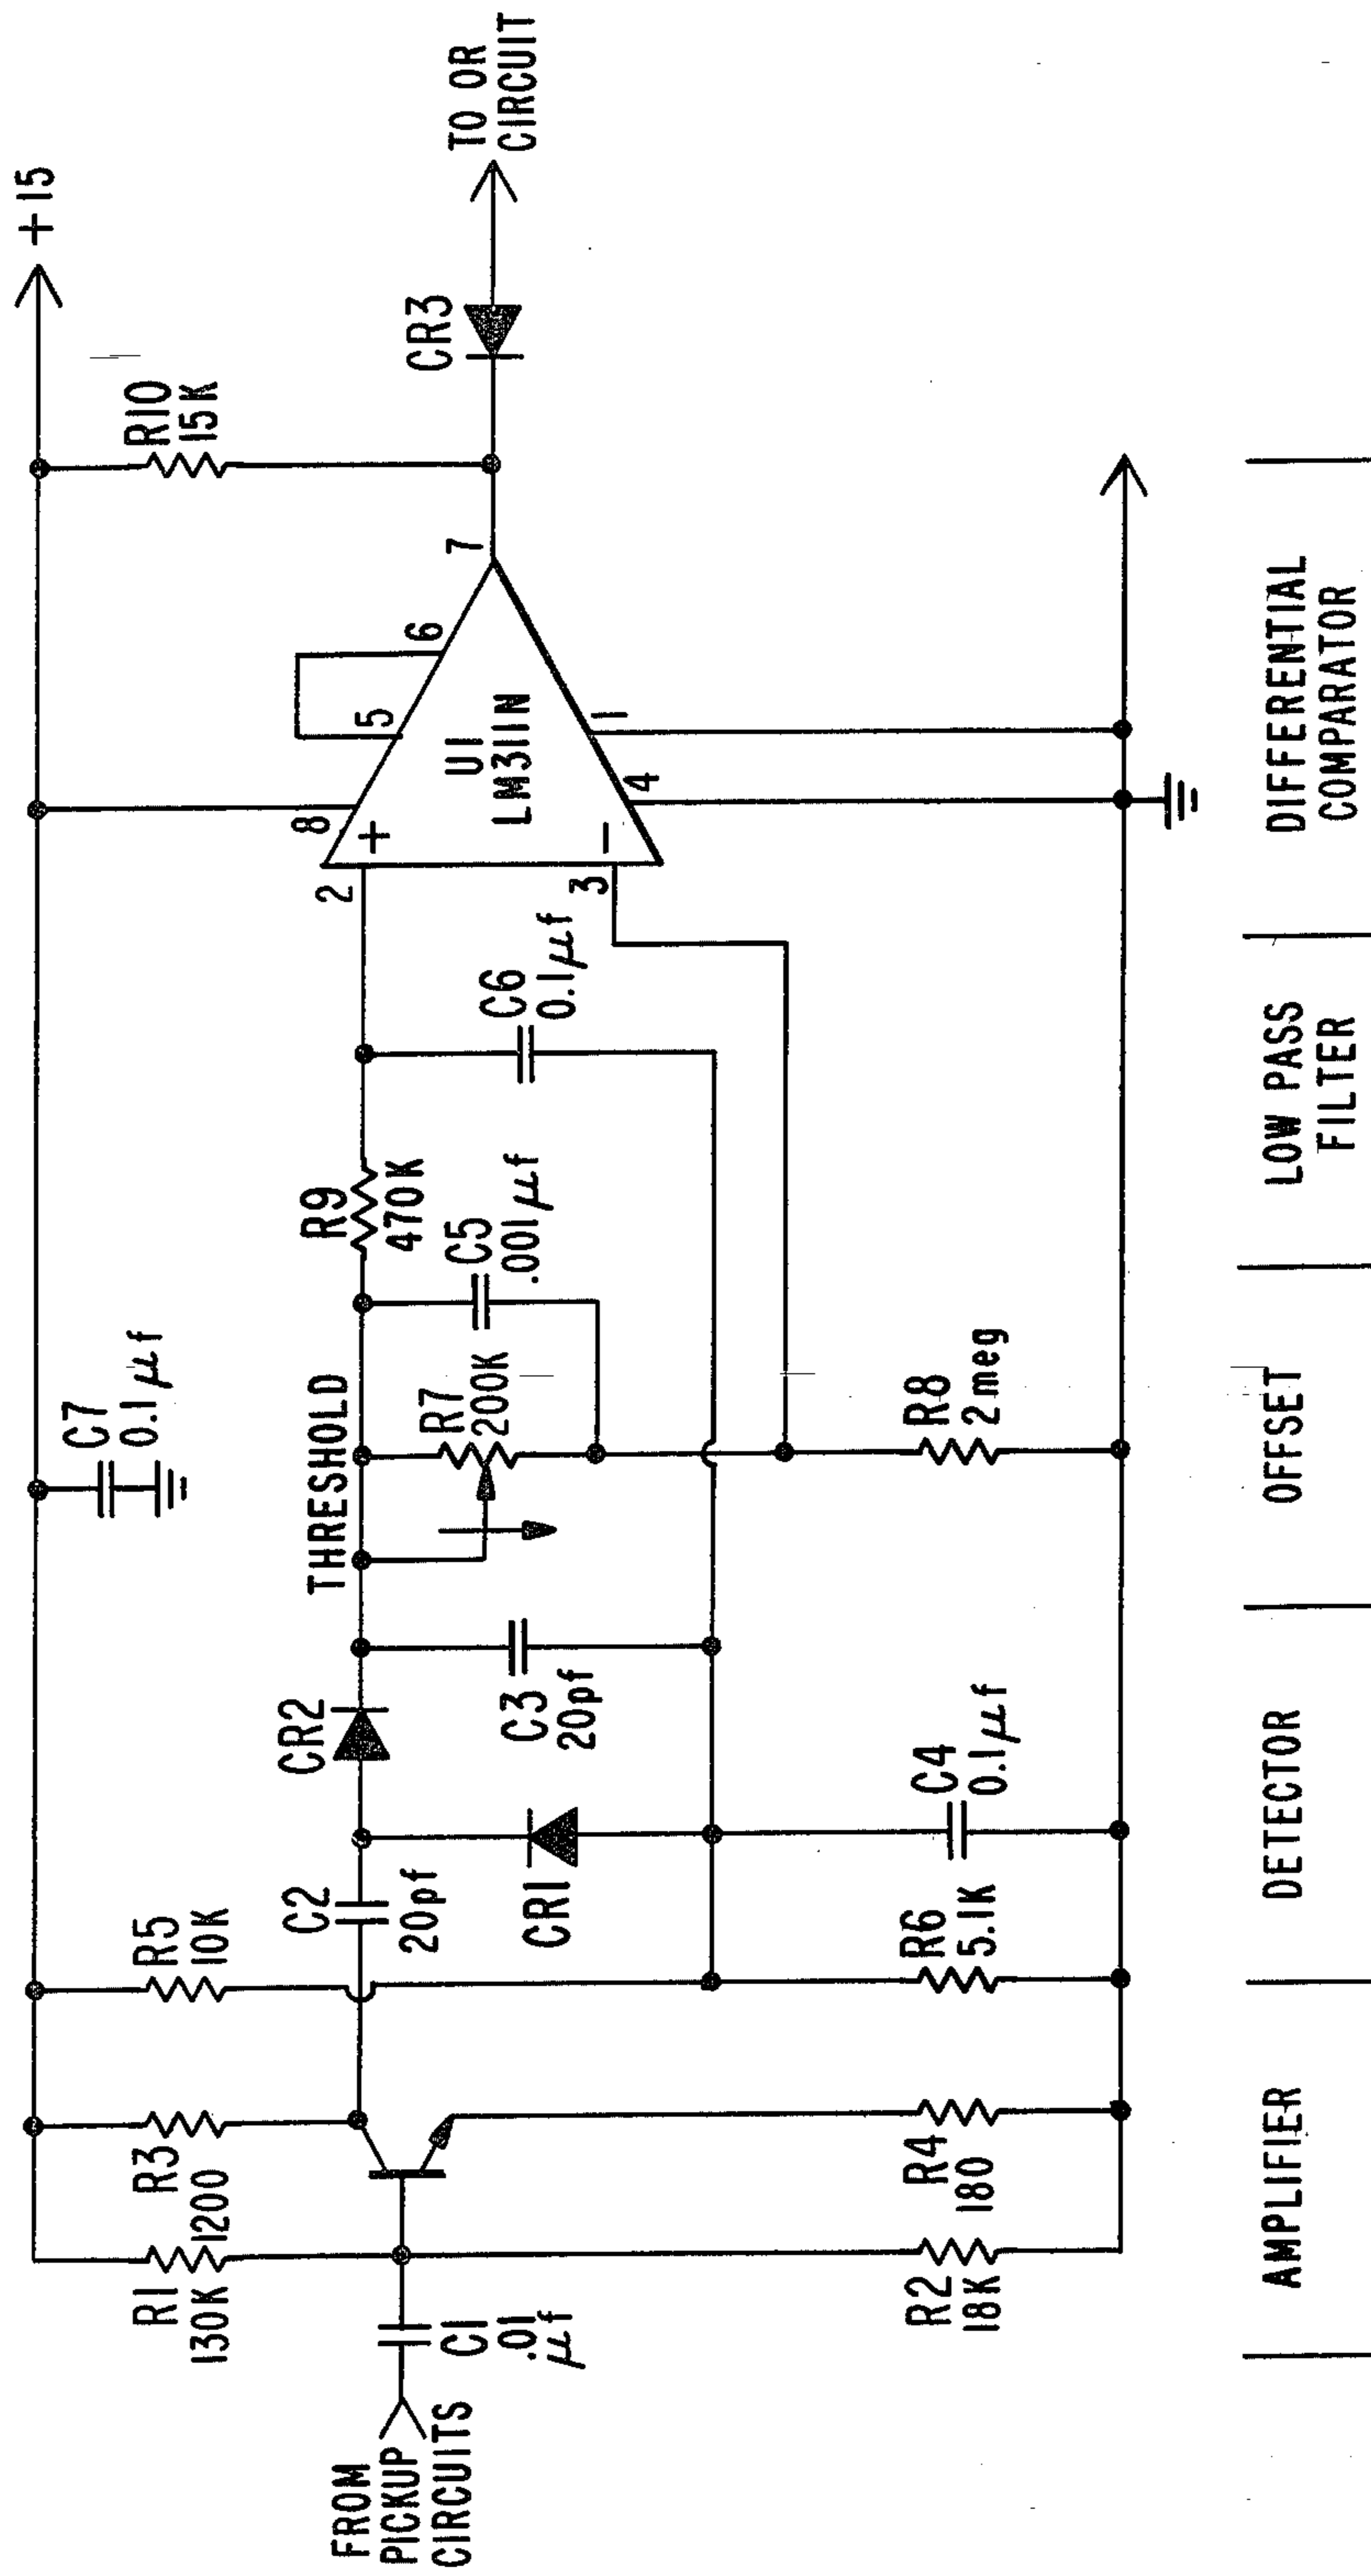 FROM
PICKUP
CIRCUITS
C1
.01
µf
R1
130K
R2
18K
R3
1200
R4
180
R5
10K
R6
5.1K
C2
20pf
CR1
CR2
C3
20pf
C4
0.1µf
C7
0.1µf
THRESHOLD
R7
200K
R8
2meg
C5
.001µf
R9
470K
C6
0.1µf
2
+
3
−
8
4
U1
LM311N
5
6
1
7
R10
15K
+15
CR3
TO OR
CIRCUIT
AMPLIFIER
DETECTOR
OFFSET
LOW PASS
FILTER
DIFFERENTIAL
COMPARATOR